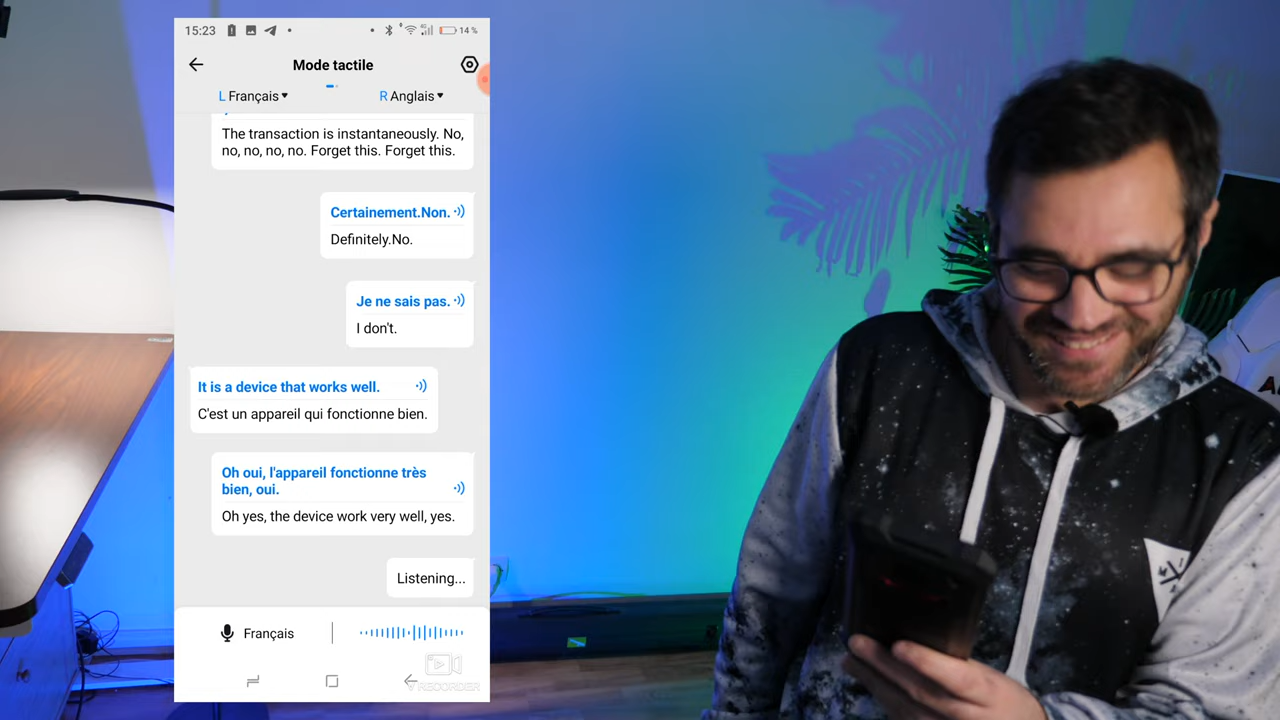 15:23
4G
14 %
Mode tactile
L Français
R Anglais
The transaction is instantaneously. No,
no, no, no, no. Forget this. Forget this.
Certainement.Non.
Definitely.No.
Je ne sais pas.
I don't.
It is a device that works well.
C'est un appareil qui fonctionne bien.
Oh oui, l'appareil fonctionne très
bien, oui.
Oh yes, the device work very well, yes.
Listening...
Français
RECORDER